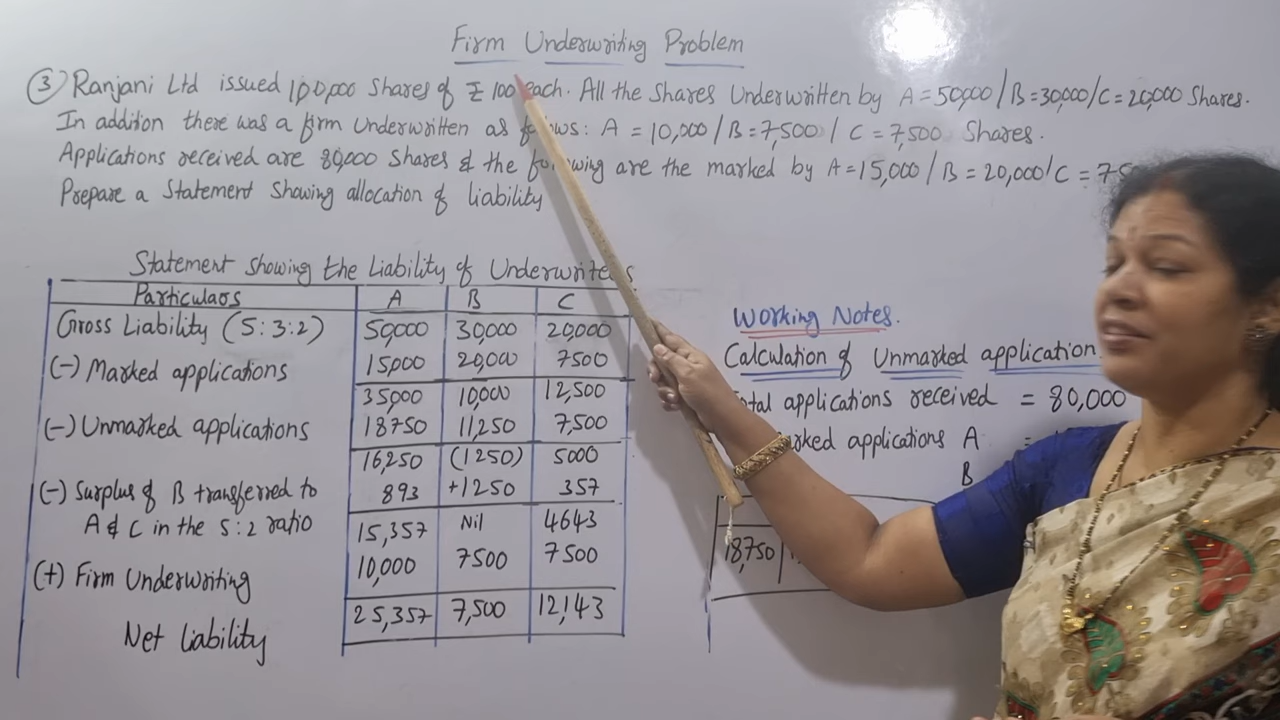 Firm Underwriting Problem
③ Ranjani Ltd issued 1,00,000 Shares of ₹ 100 each. All the Shares Underwritten by A = 50,000 / B = 30,000 / C = 20,000 Shares.
In addition there was a firm Underwritten as : A = 10,000 / B = 7,500 / C = 7,500 Shares.
Applications received are 80,000 Shares & the are the marked by A = 15,000 / B = 20,000 / C = 75
Prepare a Statement Showing allocation of liability
Statement Showing the Liability of Underwriters
Particulars A B C
Gross Liability (5:3:2) 50,000 30,000 20,000
(-) Marked applications 15,000 20,000 7500
35,000 10,000 12,500
(-) Unmarked applications 18750 11,250 7,500
16,250 (1250) 5000
(-) Surplus of B transferred to A & C in the 5:2 ratio 893 +1250 357
15,357 Nil 4643
(+) Firm Underwriting 10,000 7500 7500
Net Liability 25,357 7,500 12,143
Working Notes.
Calculation of Unmarked application
applications received = 80,000
applications A =
B
18,750